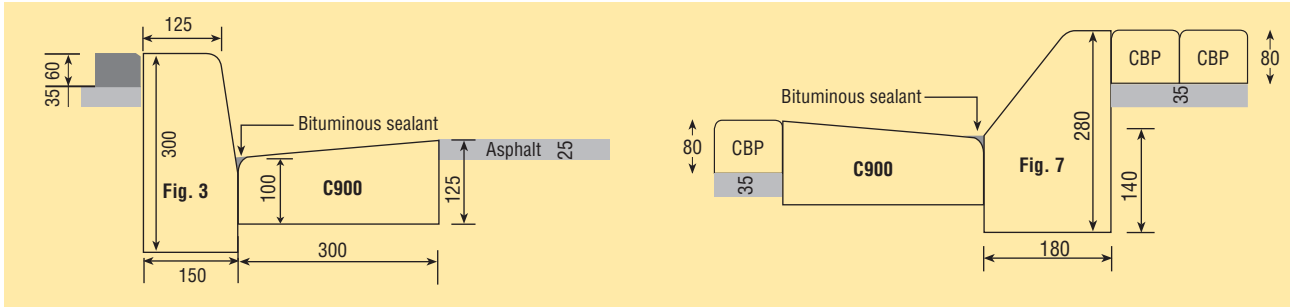 125
60
35
300
Fig. 3
Bituminous sealant
100
C900
Asphalt 25
125
150
300
Bituminous sealant
80
CBP
35
C900
Fig. 7
280
CBP CBP
80
35
140
180